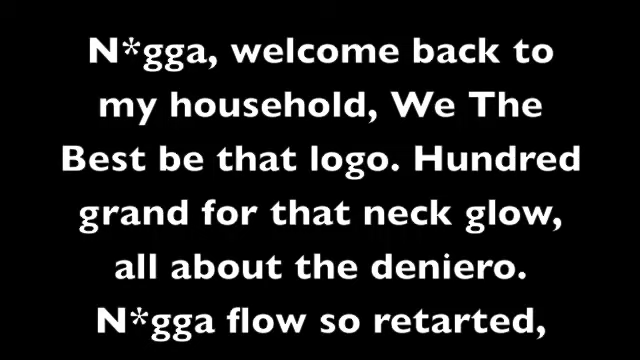 N*gga, welcome back to
my household, We The
Best be that logo. Hundred
grand for that neck glow,
all about the deniero.
N*gga flow so retarted,